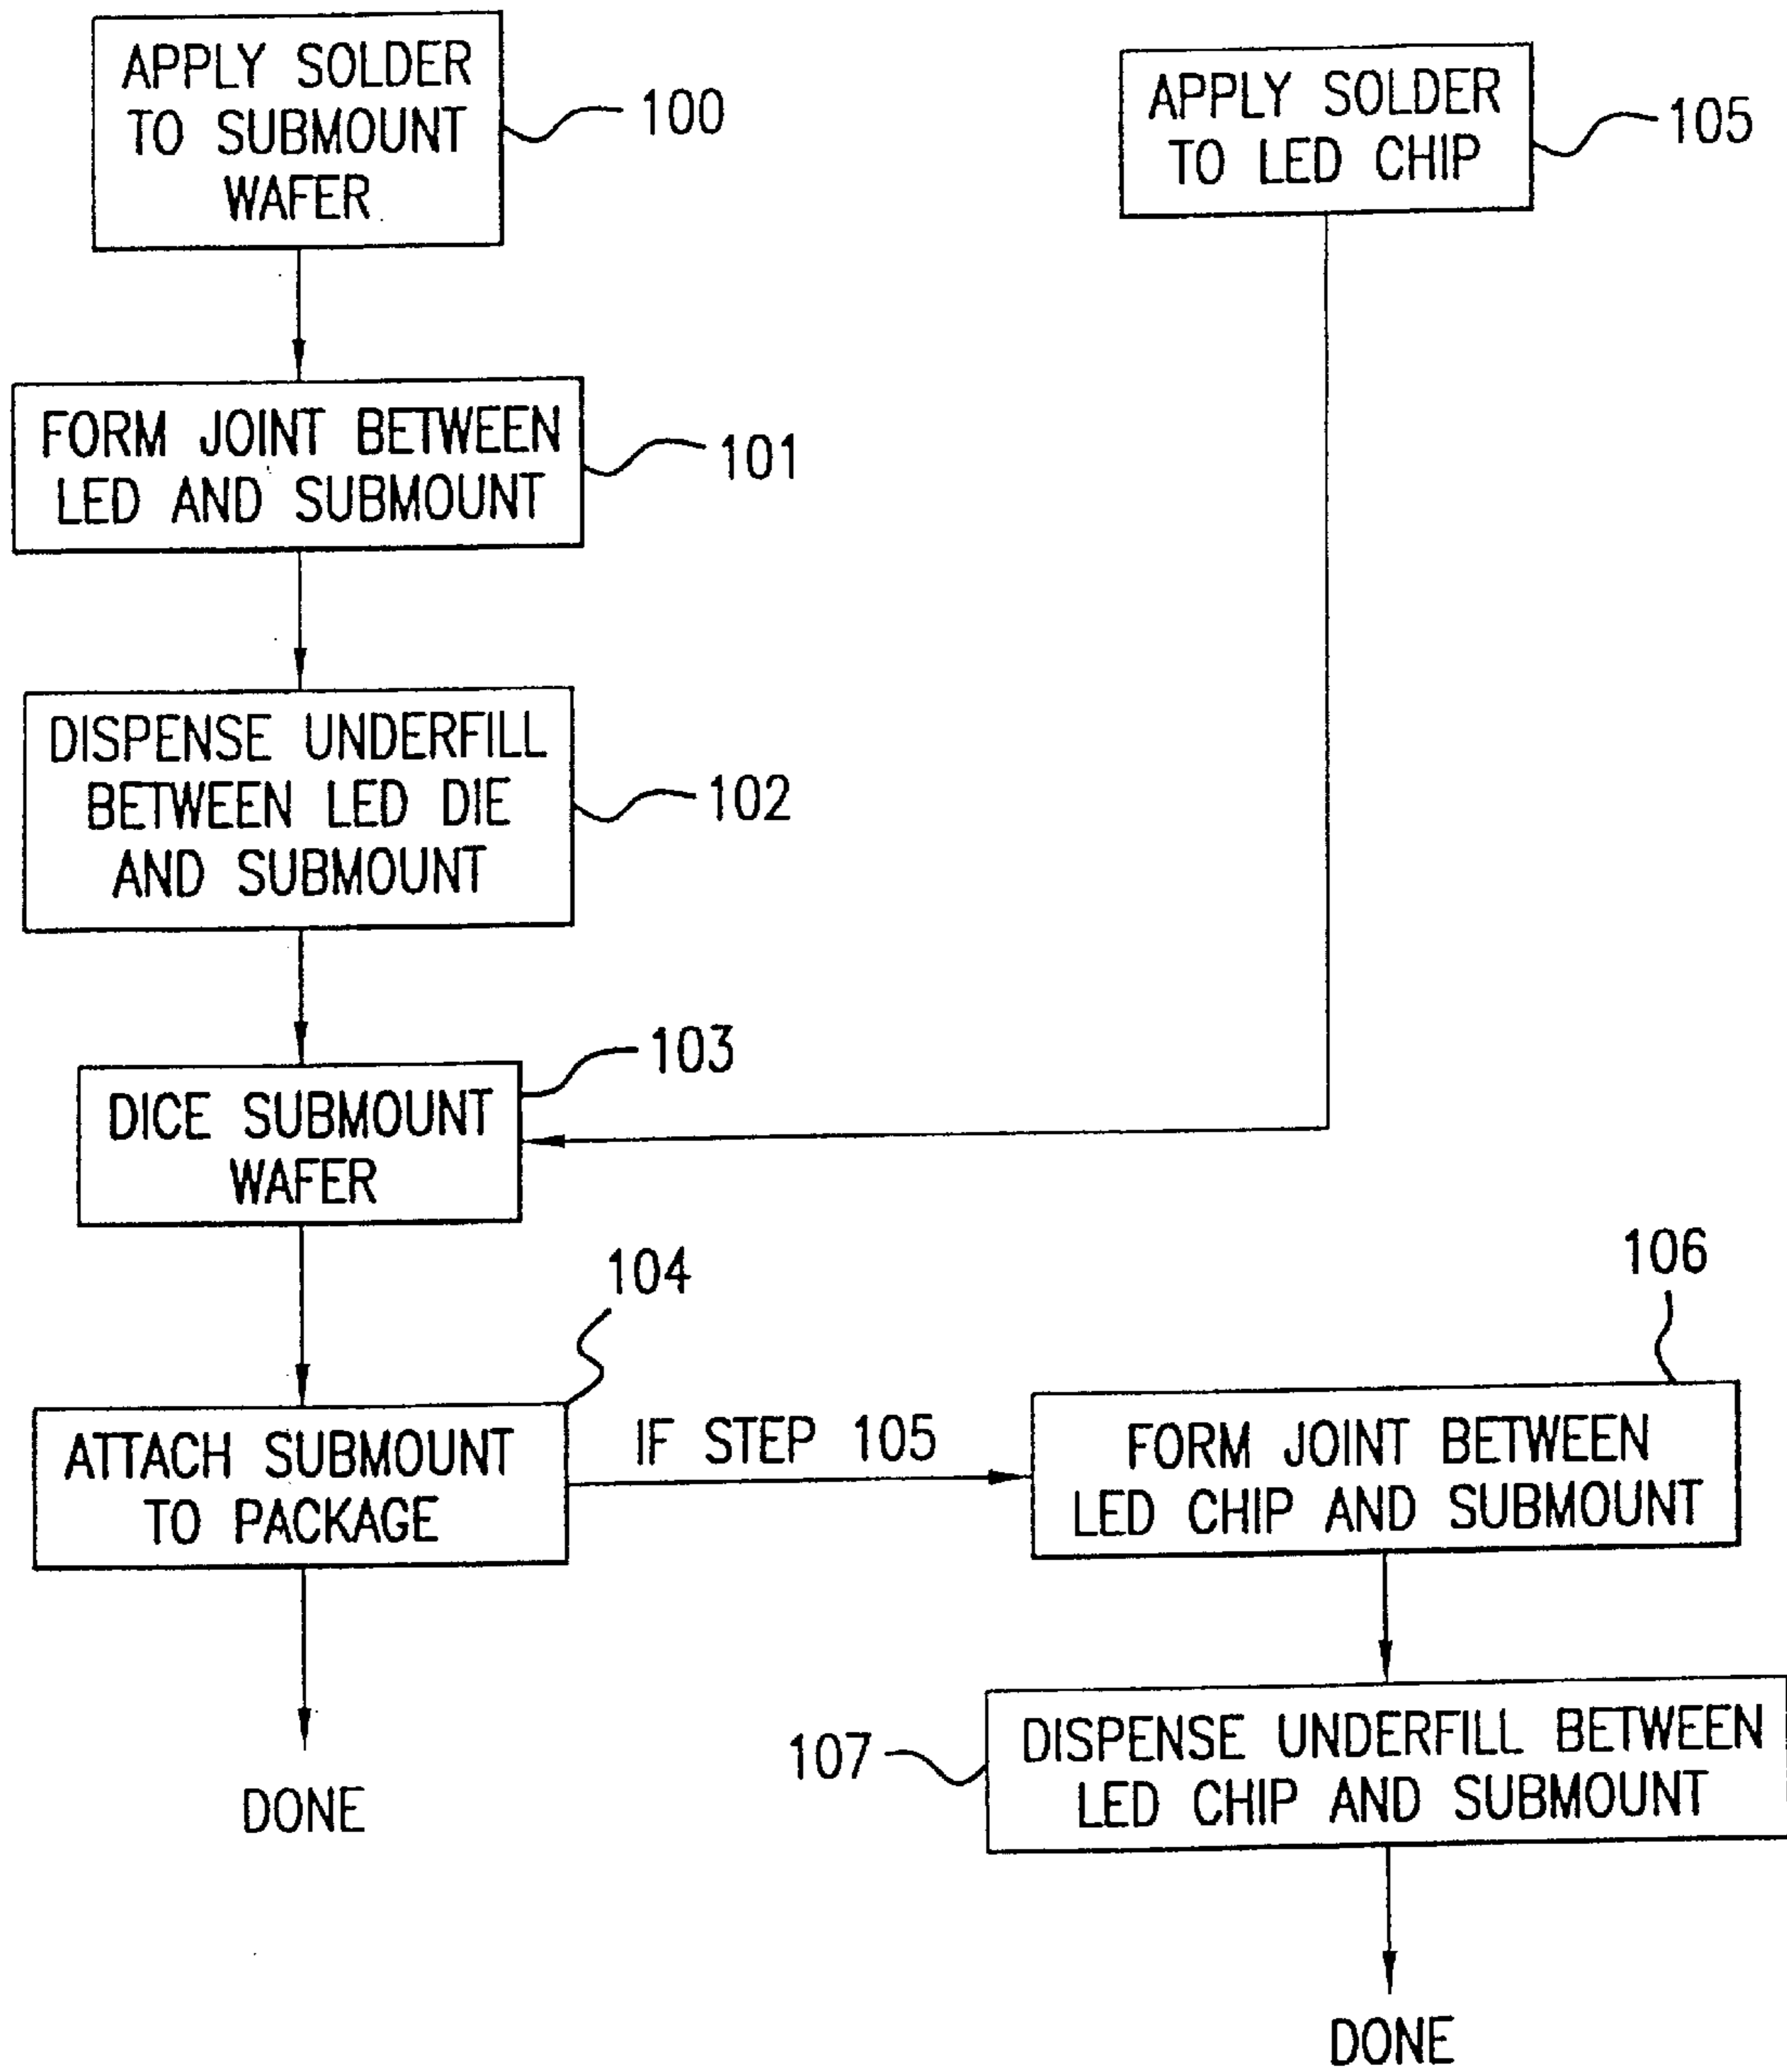 APPLY SOLDER
TO SUBMOUNT
WAFER
100
APPLY SOLDER
TO LED CHIP
105
FORM JOINT BETWEEN
LED AND SUBMOUNT
101
DISPENSE UNDERFILL
BETWEEN LED DIE
AND SUBMOUNT
102
DICE SUBMOUNT
WAFER
103
ATTACH SUBMOUNT
TO PACKAGE
104
IF STEP 105
FORM JOINT BETWEEN
LED CHIP AND SUBMOUNT
106
DISPENSE UNDERFILL BETWEEN
LED CHIP AND SUBMOUNT
107
DONE
DONE